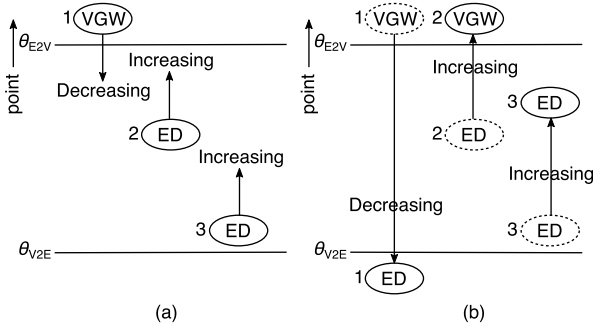 1 VGW
θE2V
Increasing
Decreasing
2 ED
Increasing
3 ED
θV2E
point
(a)
1 VGW
2 VGW
θE2V
Increasing
3 ED
2 ED
Increasing
Decreasing
3 ED
θV2E
1 ED
point
(b)